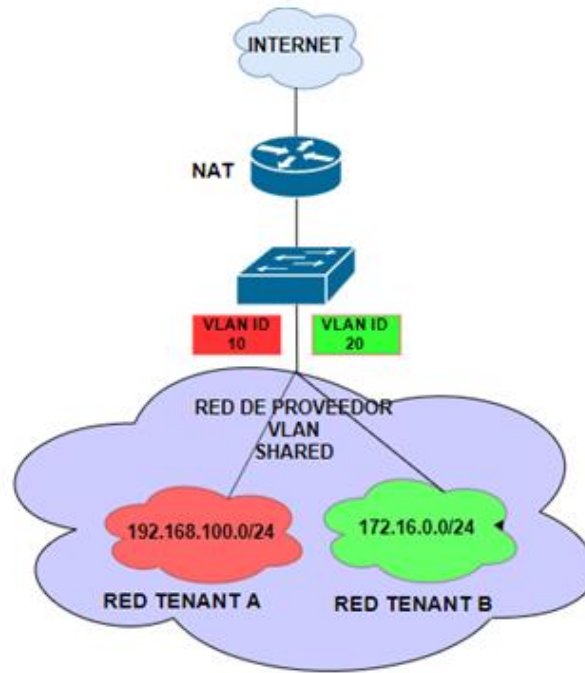 INTERNET
NAT
VLAN ID
10
VLAN ID
20
RED DE PROVEEDOR
VLAN
SHARED
192.168.100.0/24
172.16.0.0/24
RED TENANT A
RED TENANT B